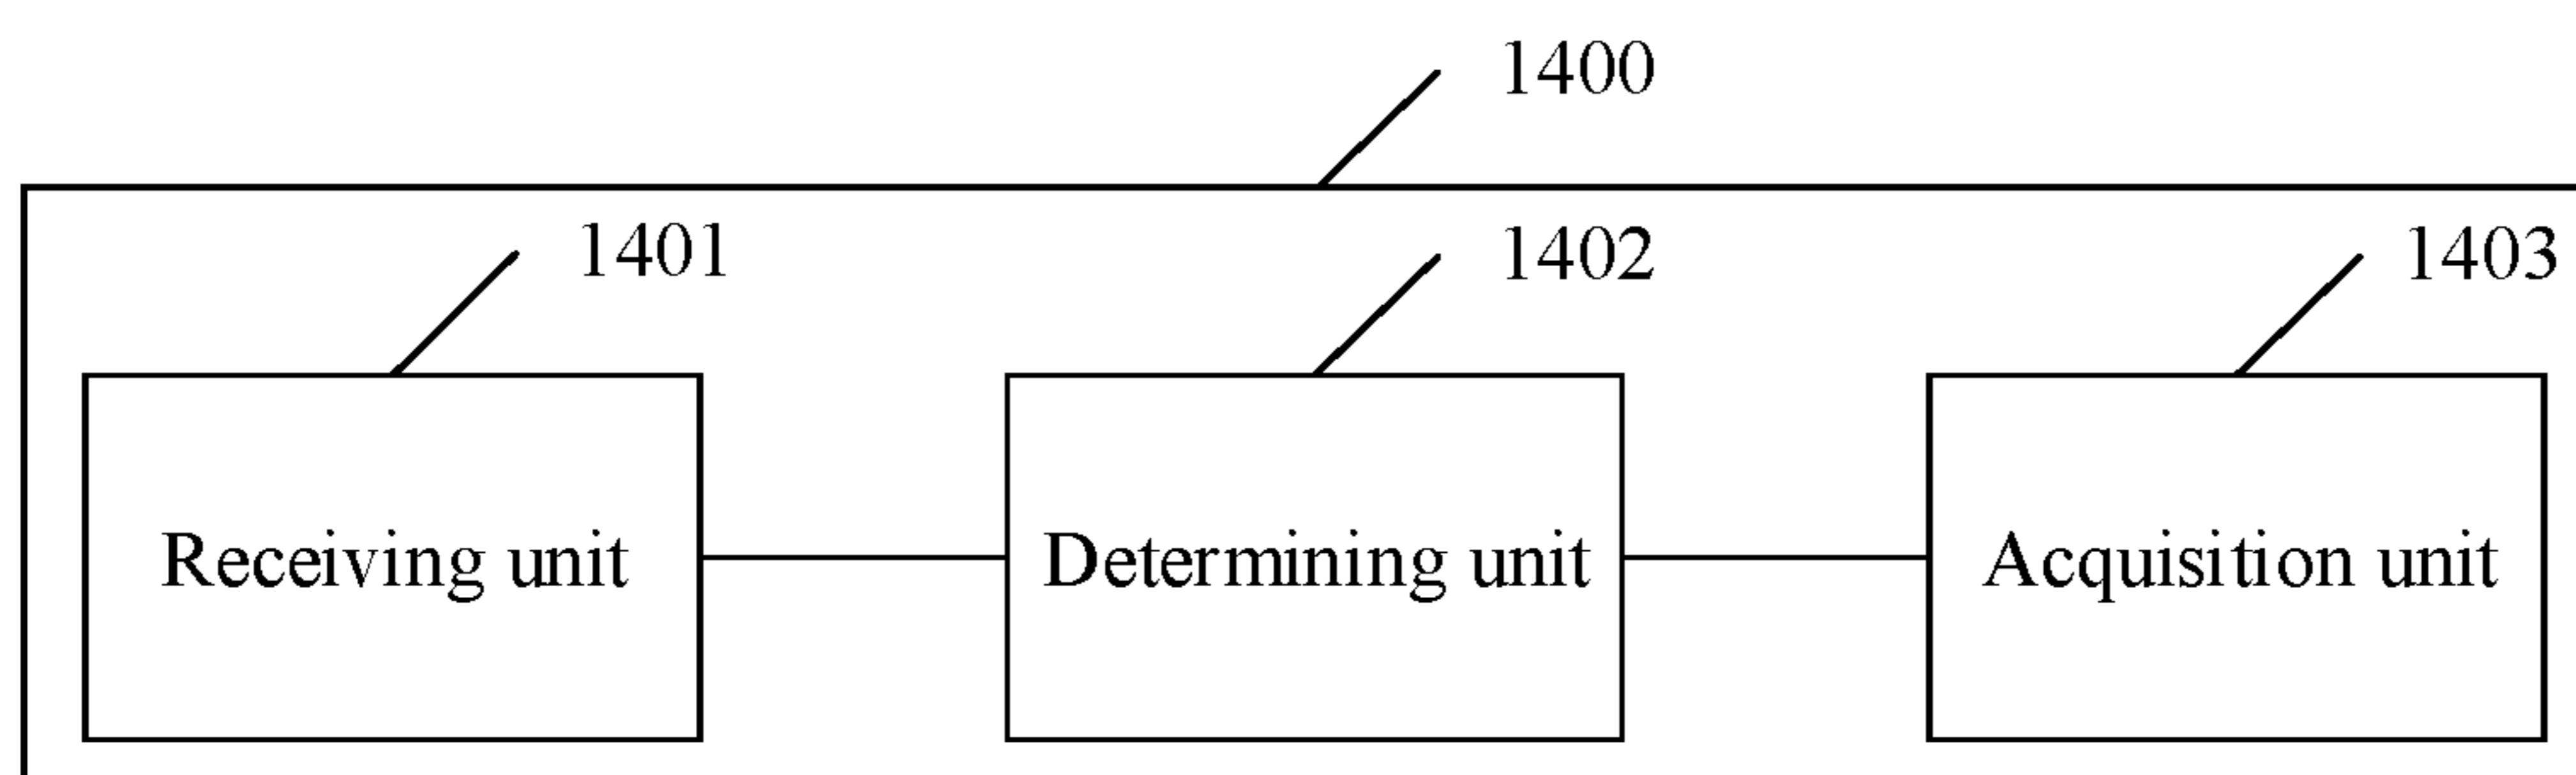 1400
1401
1402
1403
Receiving unit
Determining unit
Acquisition unit